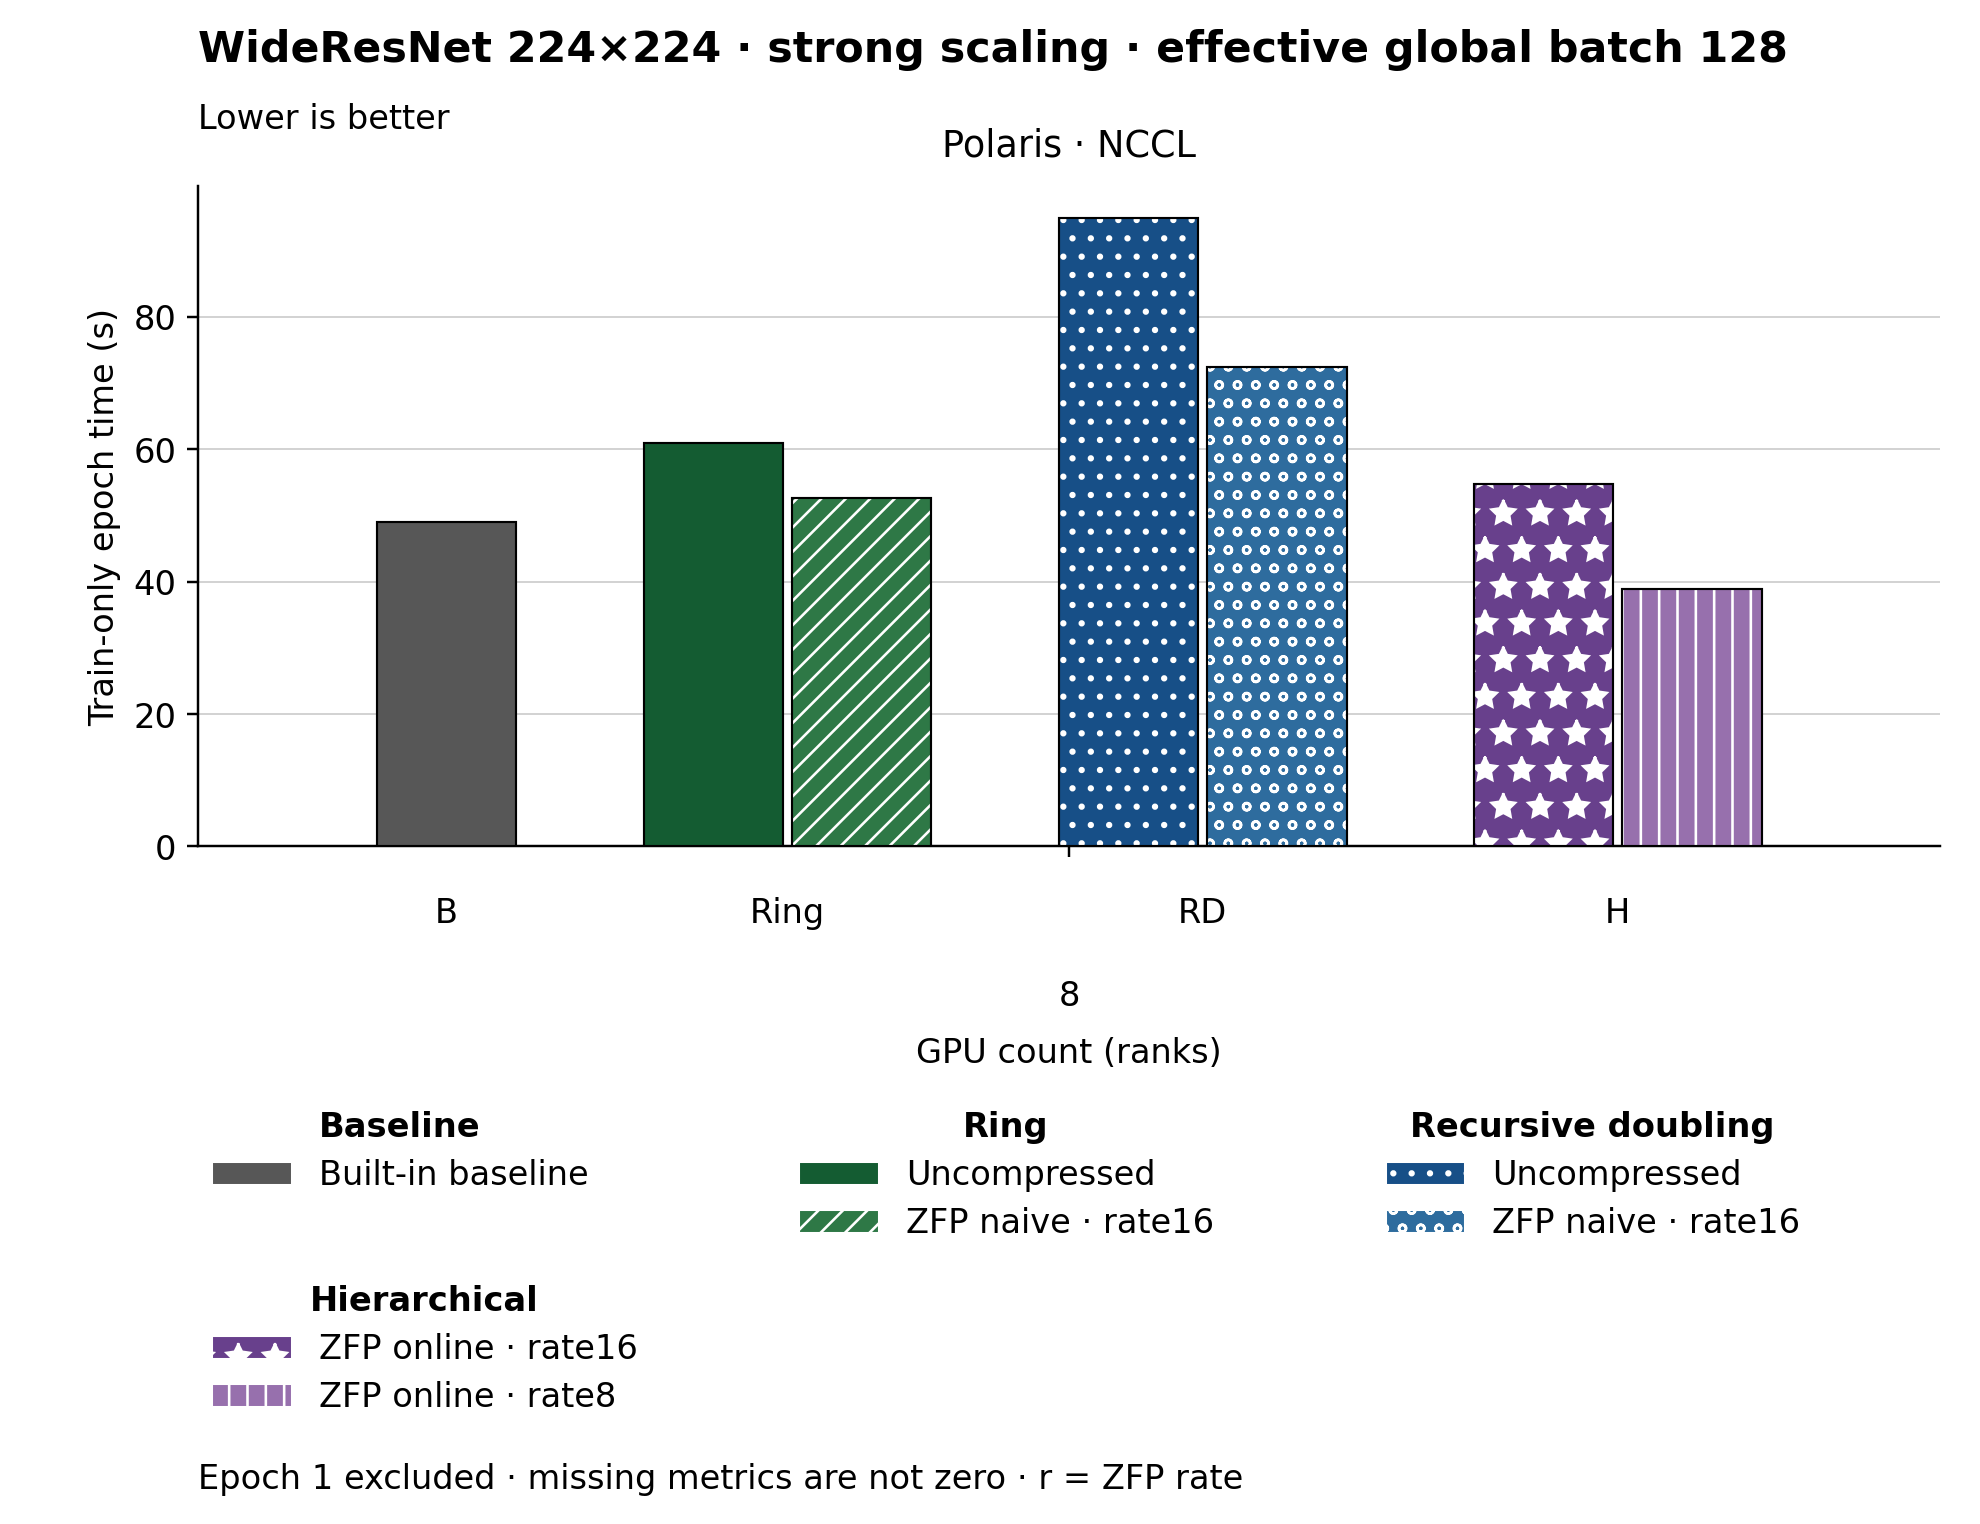 WideResNet 224×224 · strong scaling · effective global batch 128
Lower is better
Polaris · NCCL
Train-only epoch time (s)
80
60
40
20
0
B Ring RD H
8
GPU count (ranks)
Baseline Ring Recursive doubling
Built-in baseline Uncompressed Uncompressed
ZFP naive · rate16 ZFP naive · rate16
Hierarchical
ZFP online · rate16
ZFP online · rate8
Epoch 1 excluded · missing metrics are not zero · r = ZFP rate